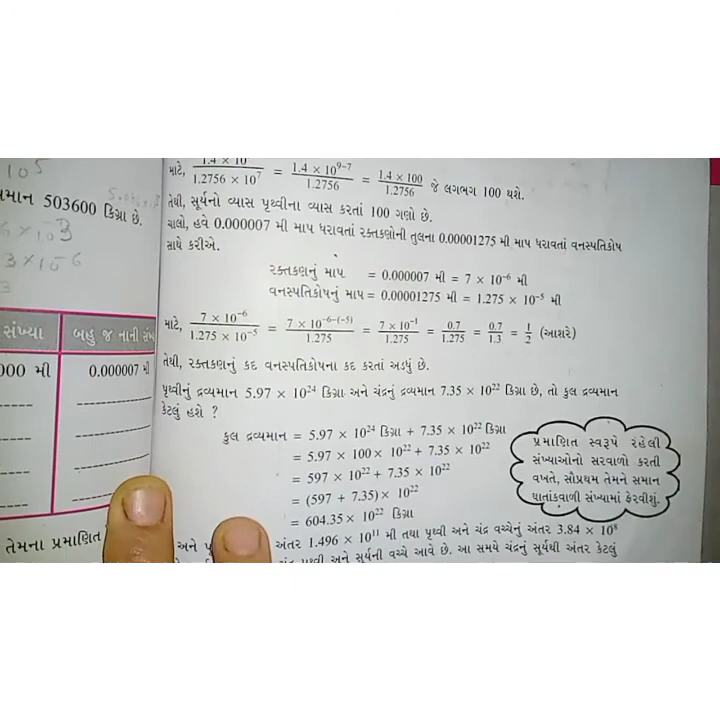 10⁵
માન 503600 કિગ્રા છે.
3 × 10⁻⁶
સંખ્યા
બહુ જ નાની સંખ
000 મી
0.000007 મી
તેમના પ્રમાણિત
માટે, 1.4 × 10 / 1.2756 × 10⁷ = 1.4 × 10⁹⁻⁷ / 1.2756 = 1.4 × 100 / 1.2756 જે લગભગ 100 થશે.
તેથી, સૂર્યનો વ્યાસ પૃથ્વીના વ્યાસ કરતાં 100 ગણો છે.
ચાલો, હવે 0.000007 મી માપ ધરાવતાં રક્તકણોની તુલના 0.00001275 મી માપ ધરાવતાં વનસ્પતિકોષ
સાથે કરીએ.
રક્તકણનું માપ = 0.000007 મી = 7 × 10⁻⁶ મી
વનસ્પતિકોષનું માપ = 0.00001275 મી = 1.275 × 10⁻⁵ મી
માટે, 7 × 10⁻⁶ / 1.275 × 10⁻⁵ = 7 × 10⁻⁶⁻⁽⁻⁵⁾ / 1.275 = 7 × 10⁻¹ / 1.275 = 0.7 / 1.275 = 0.7 / 1.3 = 1 / 2 (આશરે)
તેથી, રક્તકણનું કદ વનસ્પતિકોષના કદ કરતાં અડધું છે.
પૃથ્વીનું દ્રવ્યમાન 5.97 × 10²⁴ કિગ્રા અને ચંદ્રનું દ્રવ્યમાન 7.35 × 10²² કિગ્રા છે, તો કુલ દ્રવ્યમાન
કેટલું હશે ?
કુલ દ્રવ્યમાન = 5.97 × 10²⁴ કિગ્રા + 7.35 × 10²² કિગ્રા
= 5.97 × 100 × 10²² + 7.35 × 10²²
= 597 × 10²² + 7.35 × 10²²
= (597 + 7.35) × 10²²
= 604.35 × 10²² કિગ્રા
પ્રમાણિત સ્વરૂપે રહેલી
સંખ્યાઓનો સરવાળો કરતી
વખતે, સૌપ્રથમ તેમને સમાન
ઘાતાંકવાળી સંખ્યામાં ફેરવીશું.
અને અંતર 1.496 × 10¹¹ મી તથા પૃથ્વી અને ચંદ્ર વચ્ચેનું અંતર 3.84 × 10⁸
પૃથ્વી અને સૂર્યની વચ્ચે આવે છે. આ સમયે ચંદ્રનું સૂર્યથી અંતર કેટલું